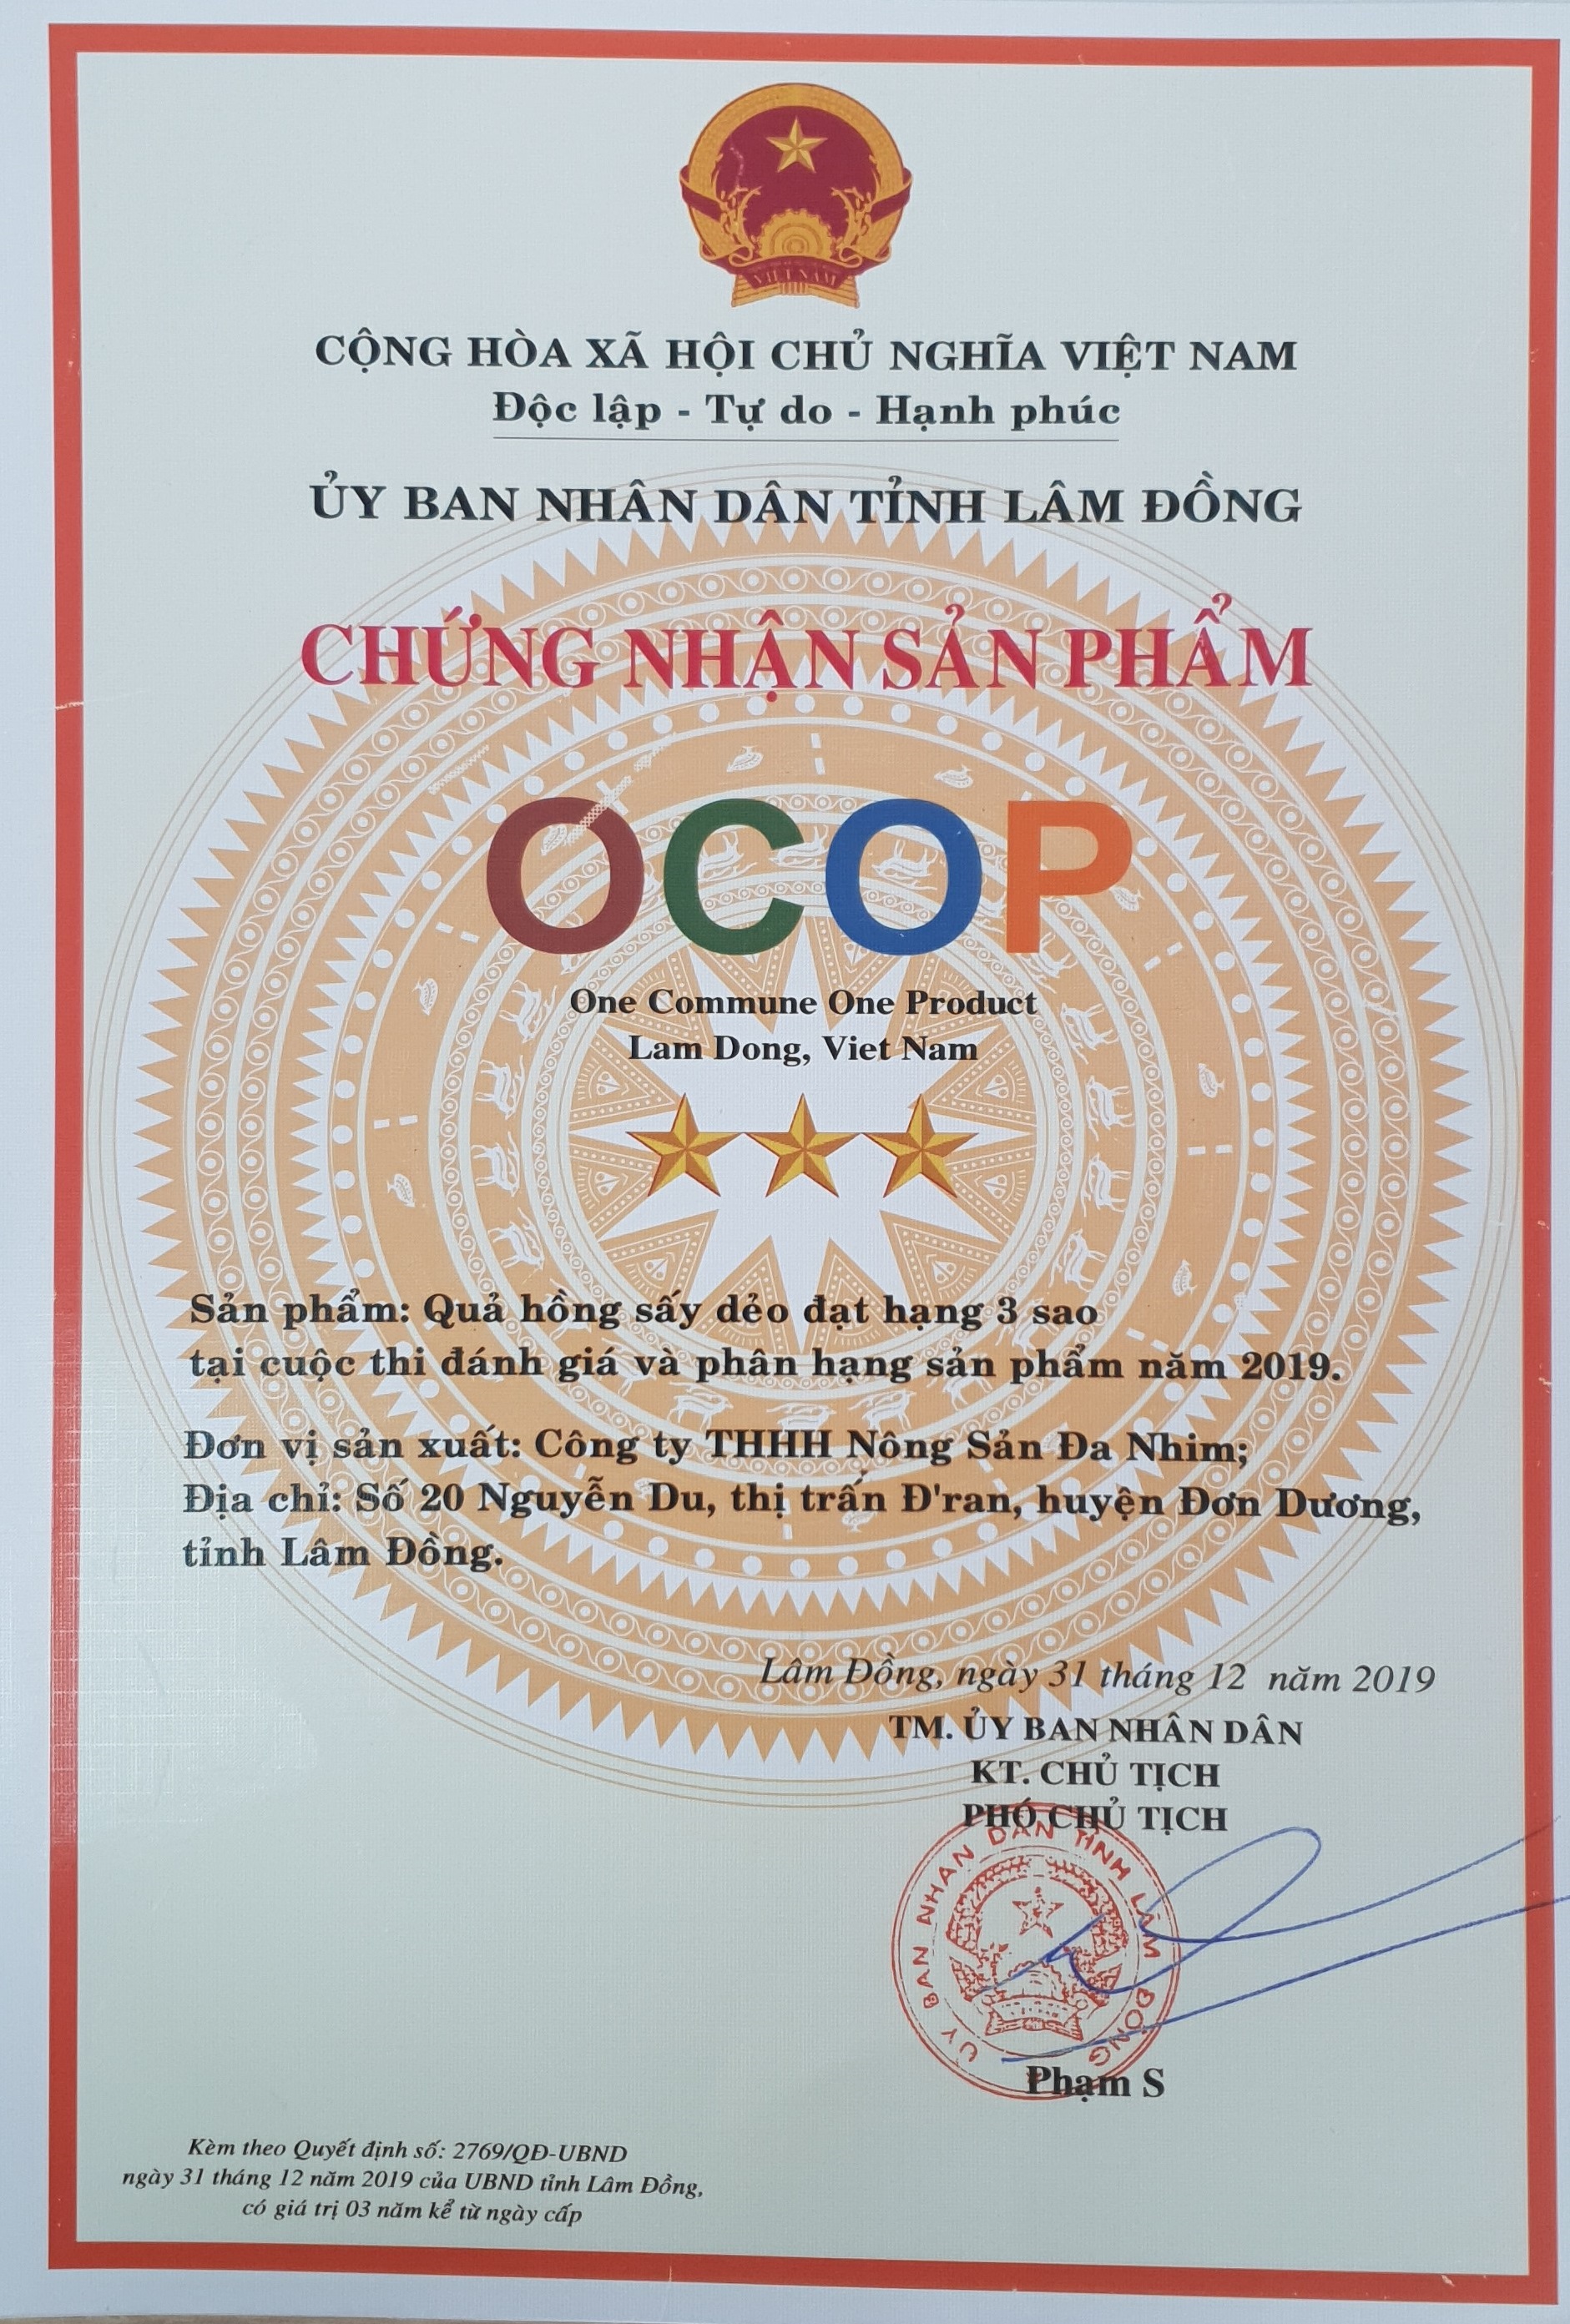 VIỆT NAM
CỘNG HÒA XÃ HỘI CHỦ NGHĨA VIỆT NAM
Độc lập - Tự do - Hạnh phúc
ỦY BAN NHÂN DÂN TỈNH LÂM ĐỒNG
CHỨNG NHẬN SẢN PHẨM
OCOP
One Commune One Product
Lam Dong, Viet Nam
Sản phẩm: Quả hồng sấy dẻo đạt hạng 3 sao
tại cuộc thi đánh giá và phân hạng sản phẩm năm 2019.
Đơn vị sản xuất: Công ty THHH Nông Sản Đa Nhim;
Địa chỉ: Số 20 Nguyễn Du, thị trấn Đ'ran, huyện Đơn Dương,
tỉnh Lâm Đồng.
Lâm Đồng, ngày 31 tháng 12 năm 2019
TM. ỦY BAN NHÂN DÂN
KT. CHỦ TỊCH
PHÓ CHỦ TỊCH
ỦY BAN NHÂN DÂN TỈNH LÂM ĐỒNG
Phạm S
Kèm theo Quyết định số: 2769/QĐ-UBND
ngày 31 tháng 12 năm 2019 của UBND tỉnh Lâm Đồng,
có giá trị 03 năm kể từ ngày cấp